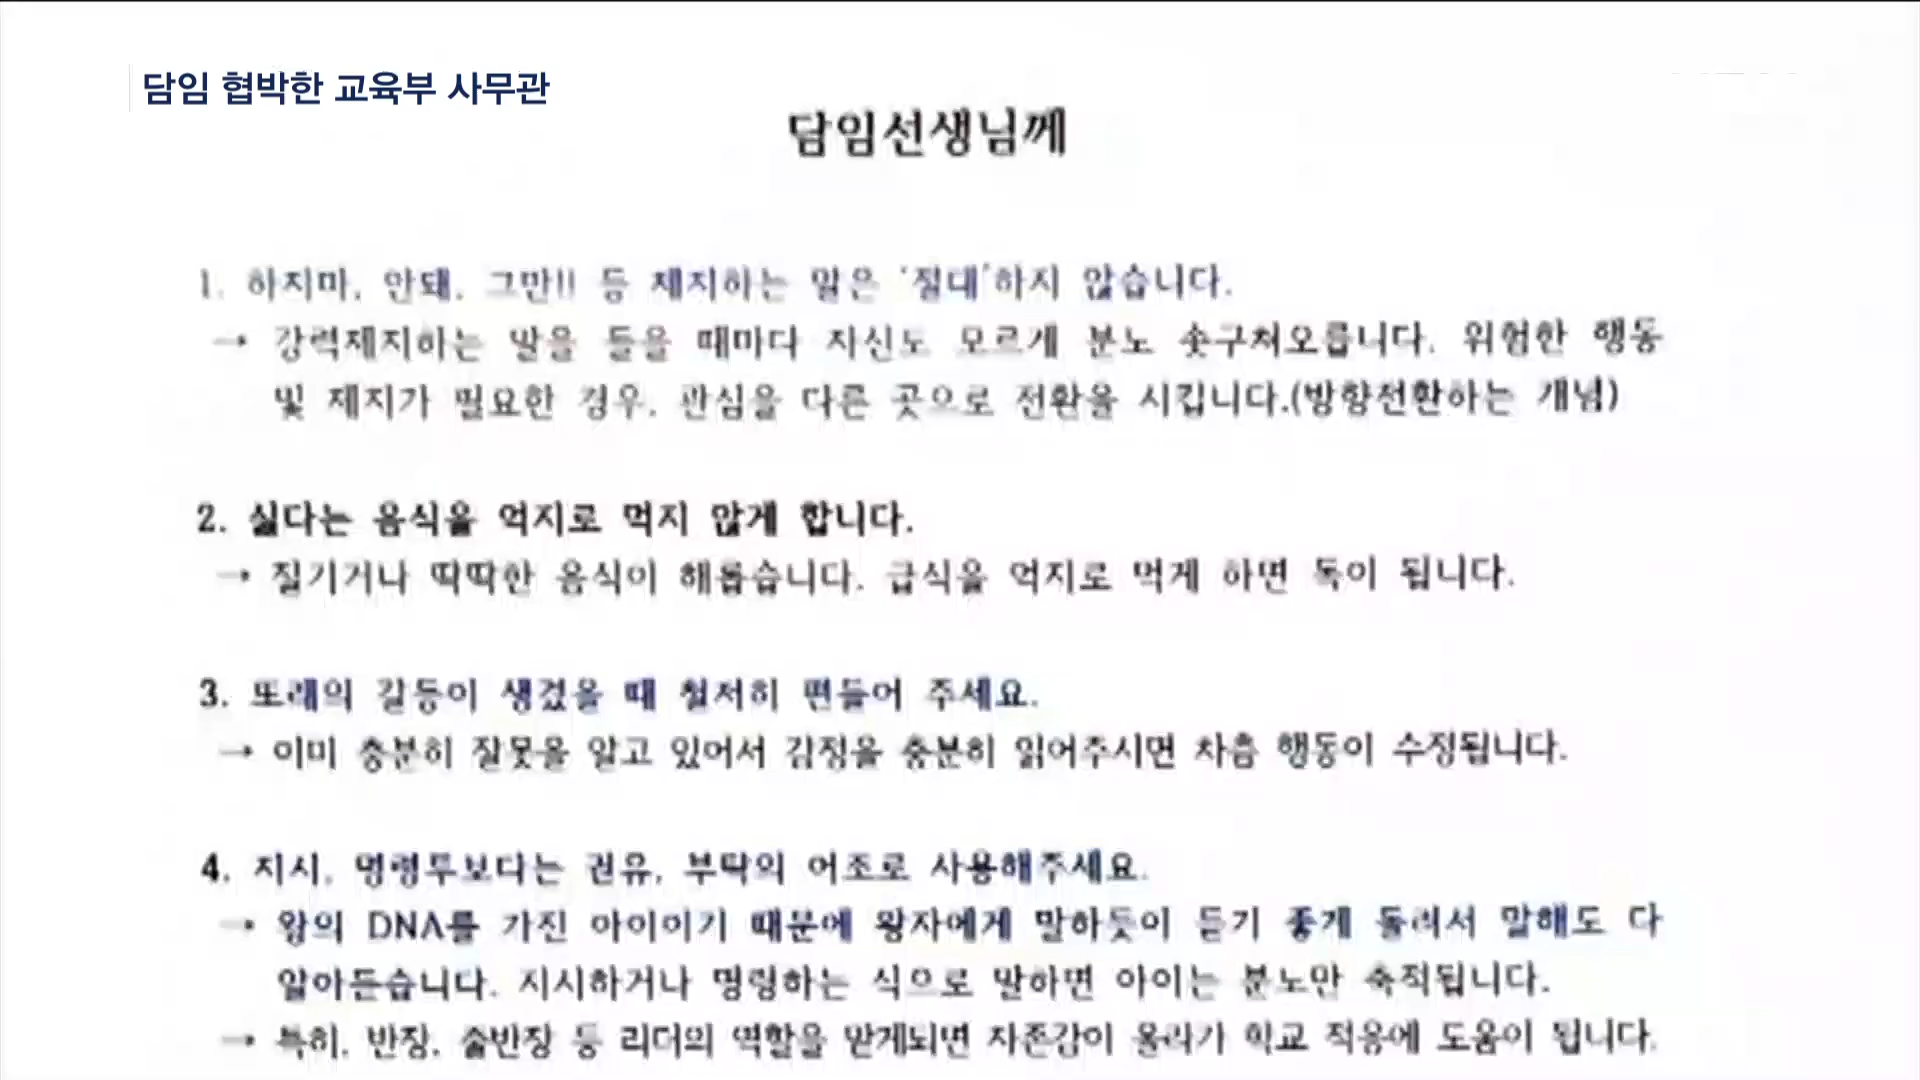 담임 협박한 교육부 사무관
담임선생님께
1. 하지마, 안돼, 그만!! 등 제지하는 말은 '절대'하지 않습니다.
→ 강력제지하는 말을 들을 때마다 자신도 모르게 분노 솟구쳐오릅니다. 위험한 행동
및 제지가 필요한 경우, 관심을 다른 곳으로 전환을 시킵니다.(방향전환하는 개념)
2. 싫다는 음식을 억지로 먹지 않게 합니다.
→ 질기거나 딱딱한 음식이 해롭습니다. 급식을 억지로 먹게 하면 독이 됩니다.
3. 또래의 갈등이 생겼을 때 철저히 편들어 주세요.
→ 이미 충분히 잘못을 알고 있어서 감정을 충분히 읽어주시면 차츰 행동이 수정됩니다.
4. 지시, 명령투보다는 권유, 부탁의 어조로 사용해주세요.
→ 왕의 DNA를 가진 아이이기 때문에 왕자에게 말하듯이 듣기 좋게 돌려서 말해도 다
알아듣습니다. 지시하거나 명령하는 식으로 말하면 아이는 분노만 축적됩니다.
→ 특히, 반장, 줄반장 등 리더의 역할을 맡게되면 자존감이 올라가 학교 적응에 도움이 됩니다.